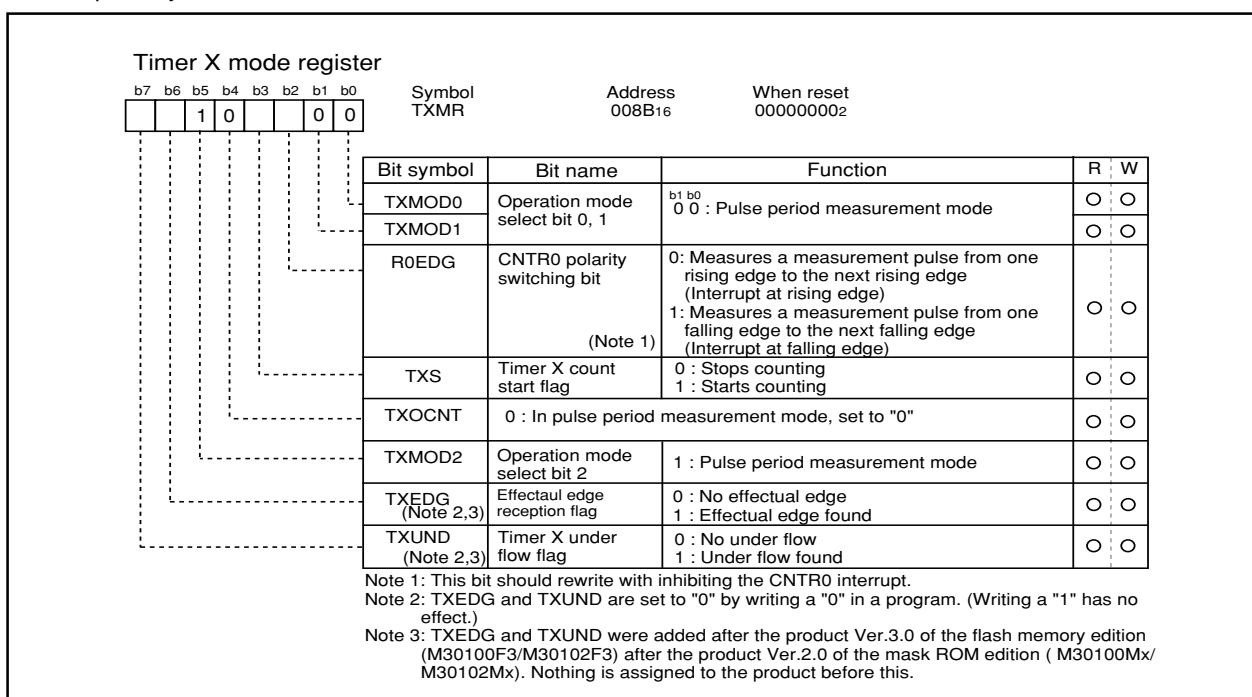 Timer X mode register
b7 b6 b5 b4 b3 b2 b1 b0
1 0 0 0
Symbol Address When reset
TXMR 008B16 000000002
Bit symbol Bit name Function R W
TXMOD0 Operation mode select bit 0, 1 b1 b0 0 0 : Pulse period measurement mode O O
TXMOD1 O O
R0EDG CNTR0 polarity switching bit (Note 1)
0: Measures a measurement pulse from one
rising edge to the next rising edge
(Interrupt at rising edge)
1: Measures a measurement pulse from one
falling edge to the next falling edge
(Interrupt at falling edge)
O O
TXS Timer X count start flag
0 : Stops counting
1 : Starts counting
O O
TXOCNT 0 : In pulse period measurement mode, set to "0" O O
TXMOD2 Operation mode select bit 2 1 : Pulse period measurement mode O O
TXEDG (Note 2,3) Effectaul edge reception flag
0 : No effectual edge
1 : Effectual edge found
O O
TXUND (Note 2,3) Timer X under flow flag
0 : No under flow
1 : Under flow found
O O
Note 1: This bit should rewrite with inhibiting the CNTR0 interrupt.
Note 2: TXEDG and TXUND are set to "0" by writing a "0" in a program. (Writing a "1" has no
effect.)
Note 3: TXEDG and TXUND were added after the product Ver.3.0 of the flash memory edition
(M30100F3/M30102F3) after the product Ver.2.0 of the mask ROM edition ( M30100Mx/
M30102Mx). Nothing is assigned to the product before this.